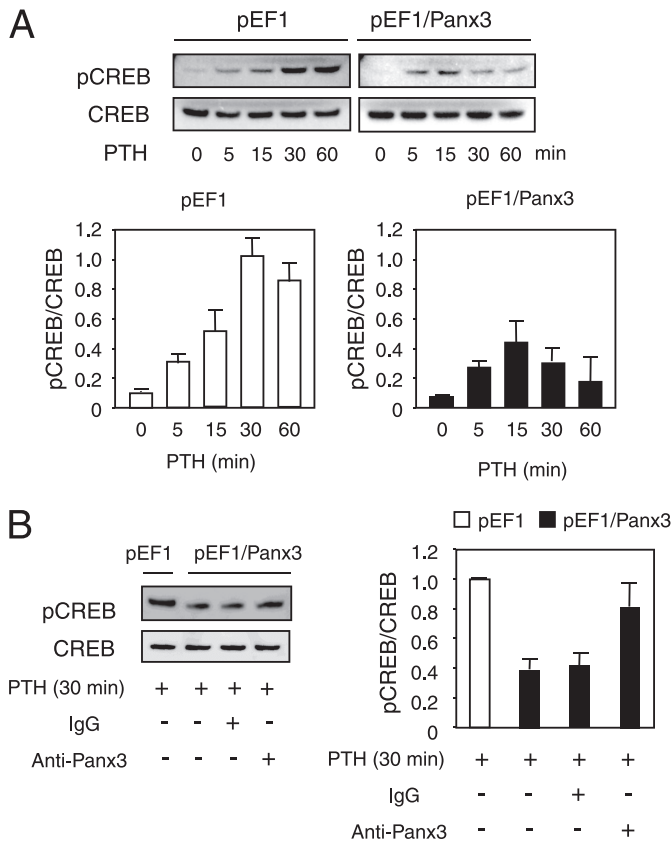 A
pEF1 pEF1/Panx3
pCREB
CREB
PTH 0 5 15 30 60 0 5 15 30 60 min
pEF1
pCREB/CREB
1.2
1.0
0.8
0.6
0.4
0.2
0
0 5 15 30 60
PTH (min)
pEF1/Panx3
pCREB/CREB
1.2
1.0
0.8
0.6
0.4
0.2
0
0 5 15 30 60
PTH (min)
B
pEF1 pEF1/Panx3
pCREB
CREB
PTH (30 min) + + + +
IgG - - + -
Anti-Panx3 - - - +
pEF1 pEF1/Panx3
pCREB/CREB
1.2
1.0
0.8
0.6
0.4
0.2
0
PTH (30 min) + + + +
IgG - - + -
Anti-Panx3 - - - +